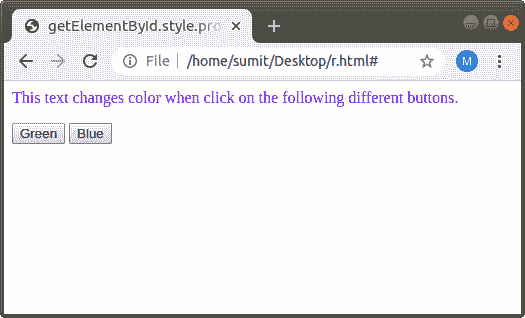 getElementById.style.pro
File /home/sumit/Desktop/r.html#
M
This text changes color when click on the following different buttons.
Green Blue